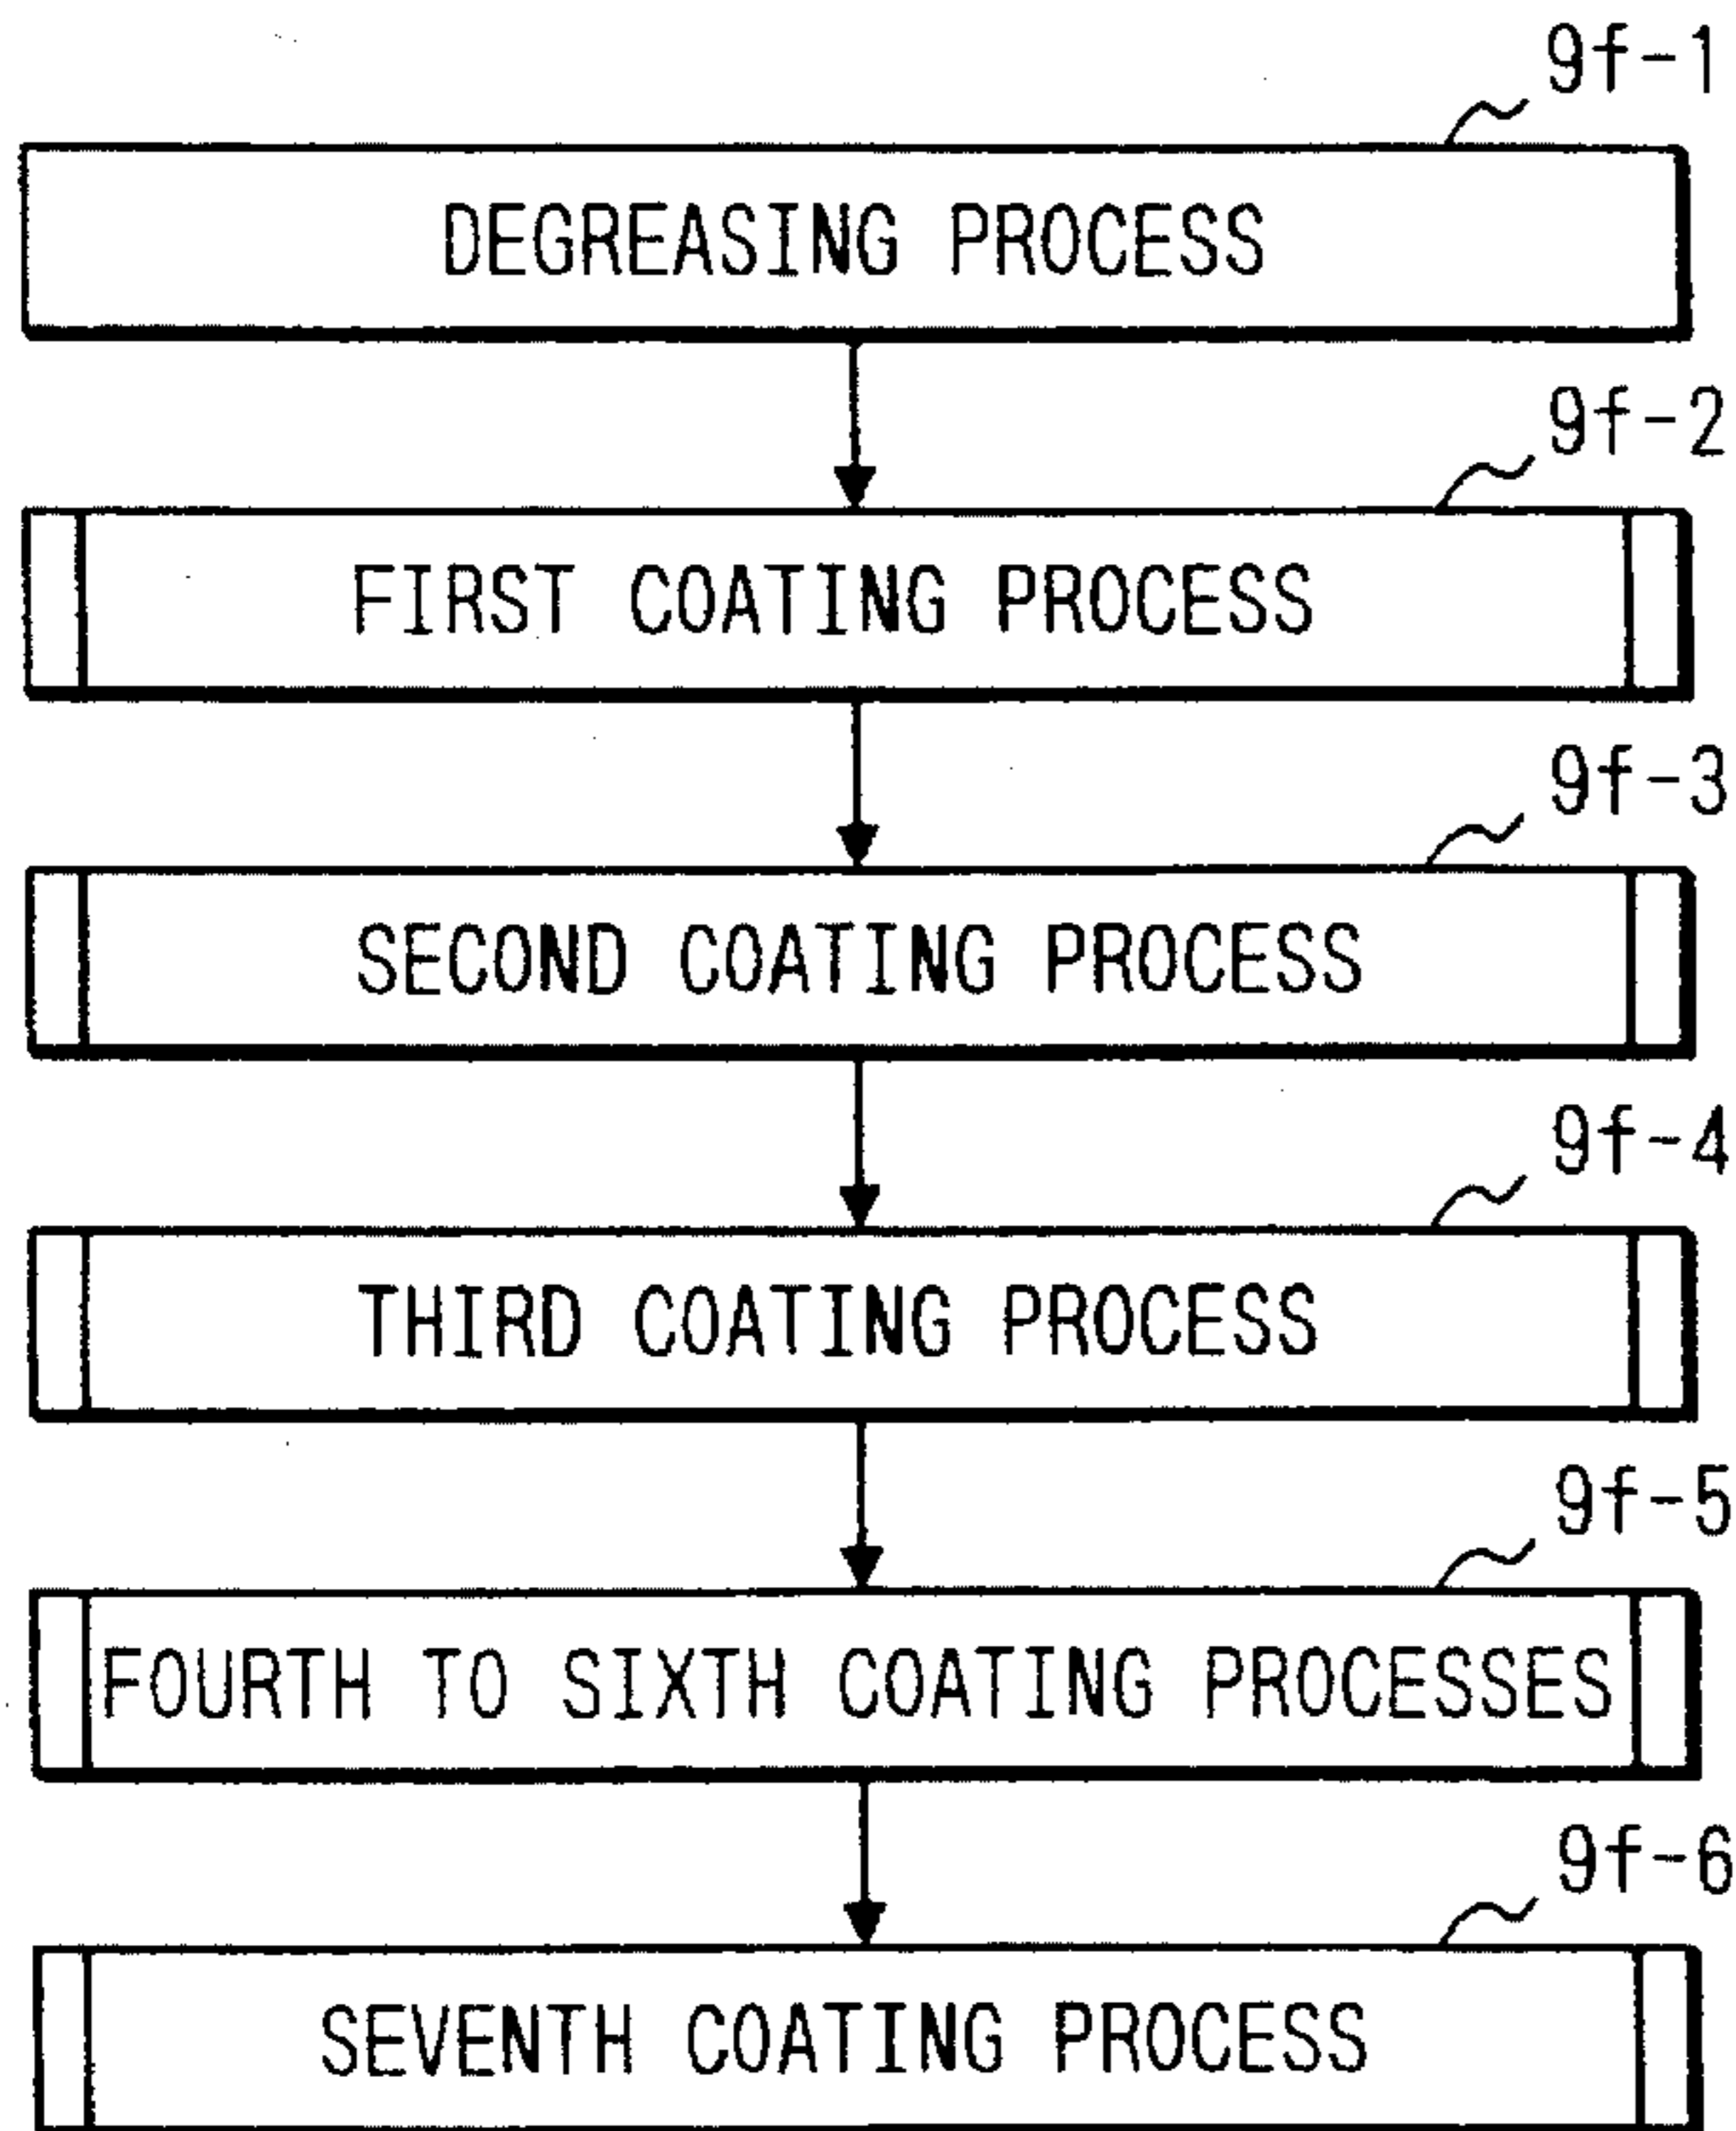 9f-1
DEGREASING PROCESS
9f-2
FIRST COATING PROCESS
9f-3
SECOND COATING PROCESS
9f-4
THIRD COATING PROCESS
9f-5
FOURTH TO SIXTH COATING PROCESSES
9f-6
SEVENTH COATING PROCESS